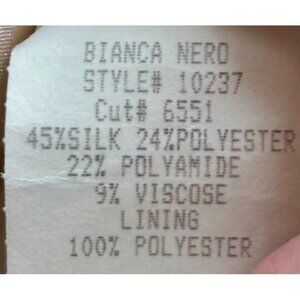 BIANCA NERO
STYLE# 10237
Cut# 6551
45%SILK 24%POLYESTER
22% POLYAMIDE
9% VISCOSE
LINING
100% POLYESTER